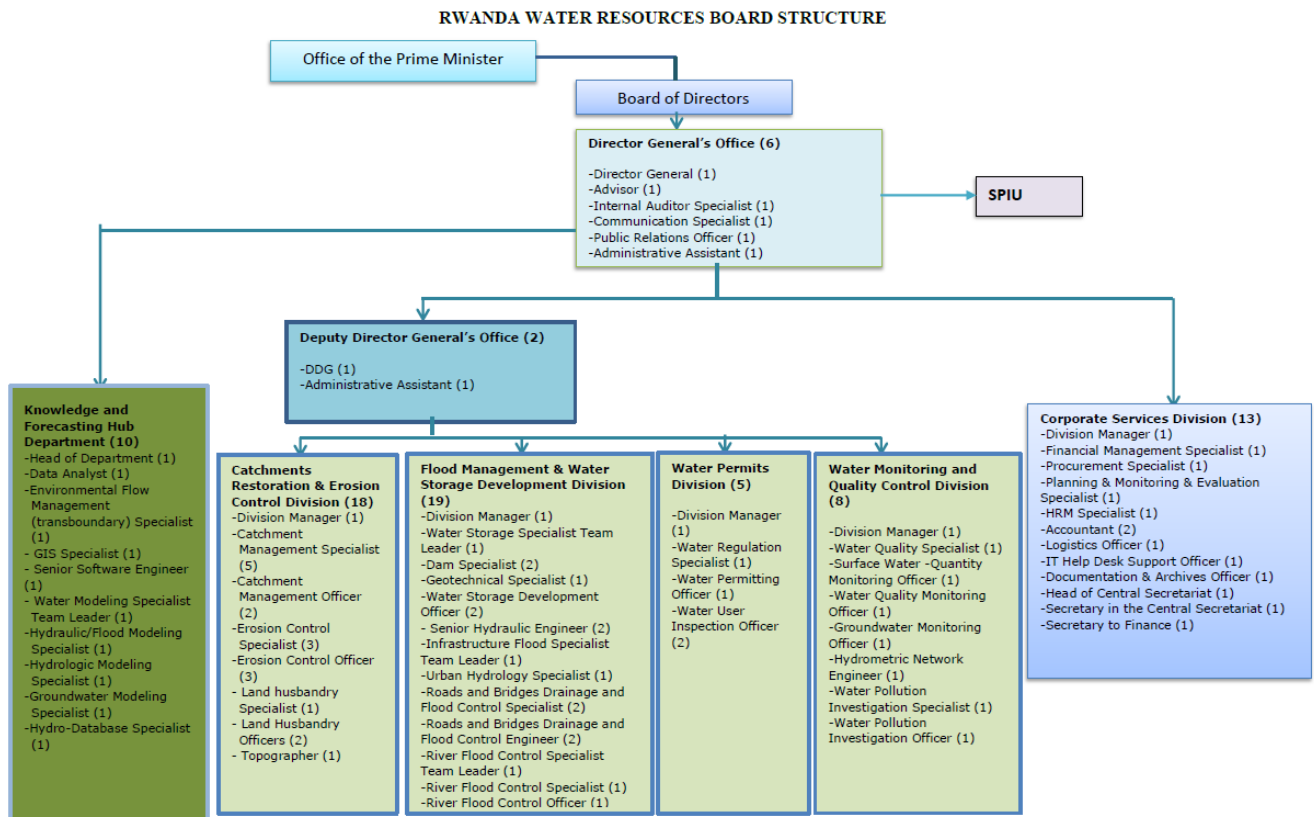 RWANDA WATER RESOURCES BOARD STRUCTURE
Office of the Prime Minister
Board of Directors
Director General's Office (6)
-Director General (1)
-Advisor (1)
-Internal Auditor Specialist (1)
-Communication Specialist (1)
-Public Relations Officer (1)
-Administrative Assistant (1)
SPIU
Deputy Director General's Office (2)
-DDG (1)
-Administrative Assistant (1)
Knowledge and
Forecasting Hub
Department (10)
-Head of Department (1)
-Data Analyst (1)
-Environmental Flow
Management
(transboundary) Specialist
(1)
- GIS Specialist (1)
- Senior Software Engineer
(1)
- Water Modeling Specialist
Team Leader (1)
-Hydraulic/Flood Modeling
Specialist (1)
-Hydrologic Modeling
Specialist (1)
-Groundwater Modeling
Specialist (1)
-Hydro-Database Specialist
(1)
Catchments
Restoration & Erosion
Control Division (18)
-Division Manager (1)
-Catchment
Management Specialist
(5)
-Catchment
Management Officer
(2)
-Erosion Control
Specialist (3)
-Erosion Control Officer
(3)
- Land husbandry
Specialist (1)
- Land Husbandry
Officers (2)
- Topographer (1)
Flood Management & Water
Storage Development Division
(19)
-Division Manager (1)
-Water Storage Specialist Team
Leader (1)
-Dam Specialist (2)
-Geotechnical Specialist (1)
-Water Storage Development
Officer (2)
- Senior Hydraulic Engineer (2)
-Infrastructure Flood Specialist
Team Leader (1)
-Urban Hydrology Specialist (1)
-Roads and Bridges Drainage and
Flood Control Specialist (2)
-Roads and Bridges Drainage and
Flood Control Engineer (2)
-River Flood Control Specialist
Team Leader (1)
-River Flood Control Specialist (1)
-River Flood Control Officer (1)
Water Permits
Division (5)
-Division Manager
(1)
-Water Regulation
Specialist (1)
-Water Permitting
Officer (1)
-Water User
Inspection Officer
(2)
Water Monitoring and
Quality Control Division
(8)
-Division Manager (1)
-Water Quality Specialist (1)
-Surface Water -Quantity
Monitoring Officer (1)
-Water Quality Monitoring
Officer (1)
-Groundwater Monitoring
Officer (1)
-Hydrometric Network
Engineer (1)
-Water Pollution
Investigation Specialist (1)
-Water Pollution
Investigation Officer (1)
Corporate Services Division (13)
-Division Manager (1)
-Financial Management Specialist (1)
-Procurement Specialist (1)
-Planning & Monitoring & Evaluation
Specialist (1)
-HRM Specialist (1)
-Accountant (2)
-Logistics Officer (1)
-IT Help Desk Support Officer (1)
-Documentation & Archives Officer (1)
-Head of Central Secretariat (1)
-Secretary in the Central Secretariat (1)
-Secretary to Finance (1)